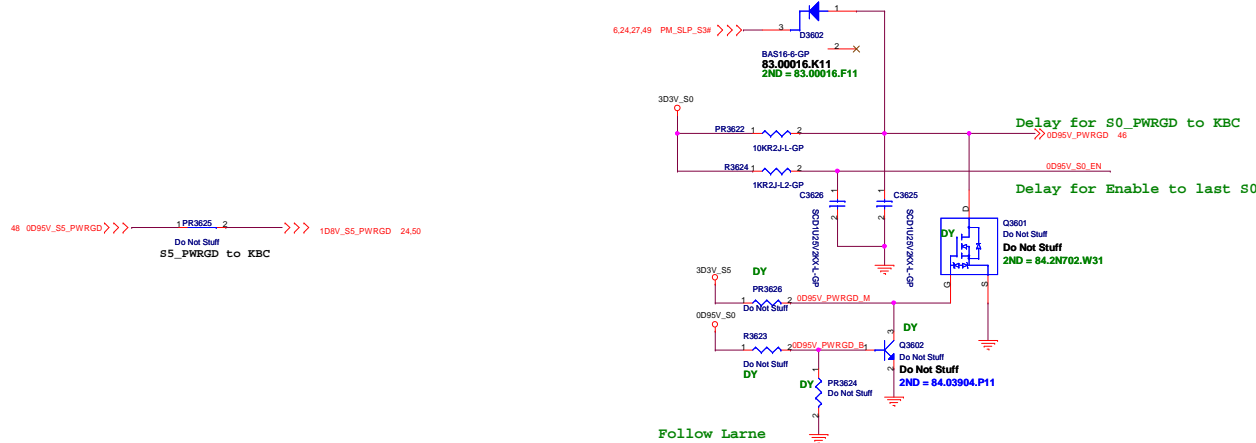 48 0D95V_S5_PWRGD
1
PR3625
2
1D8V_S5_PWRGD 24,50
Do Not Stuff
S5_PWRGD to KBC
6,24,27,49 PM_SLP_S3#
3
1
D3602
2
BAS16-6-GP
83.00016.K11
2ND = 83.00016.F11
3D3V_S0
PR3622
1
2
10KR2J-L-GP
Delay for S0_PWRGD to KBC
0D95V_PWRGD 46
R3624
1
2
1KR2J-L2-GP
0D95V_S0_EN
Delay for Enable to last S0
C3626
1
2
SCD1U25V2KX-L-GP
C3625
1
2
SCD1U25V2KX-L-GP
D
G
S
DY
Q3601
Do Not Stuff
Do Not Stuff
2ND = 84.2N702.W31
3D3V_S5
DY
PR3626
1
2
0D95V_PWRGD_M
Do Not Stuff
0D95V_S0
R3623
1
2
0D95V_PWRGD_B
Do Not Stuff
DY
1
3
2
DY
Q3602
Do Not Stuff
Do Not Stuff
2ND = 84.03904.P11
DY
1
PR3624
Do Not Stuff
2
Follow Larne